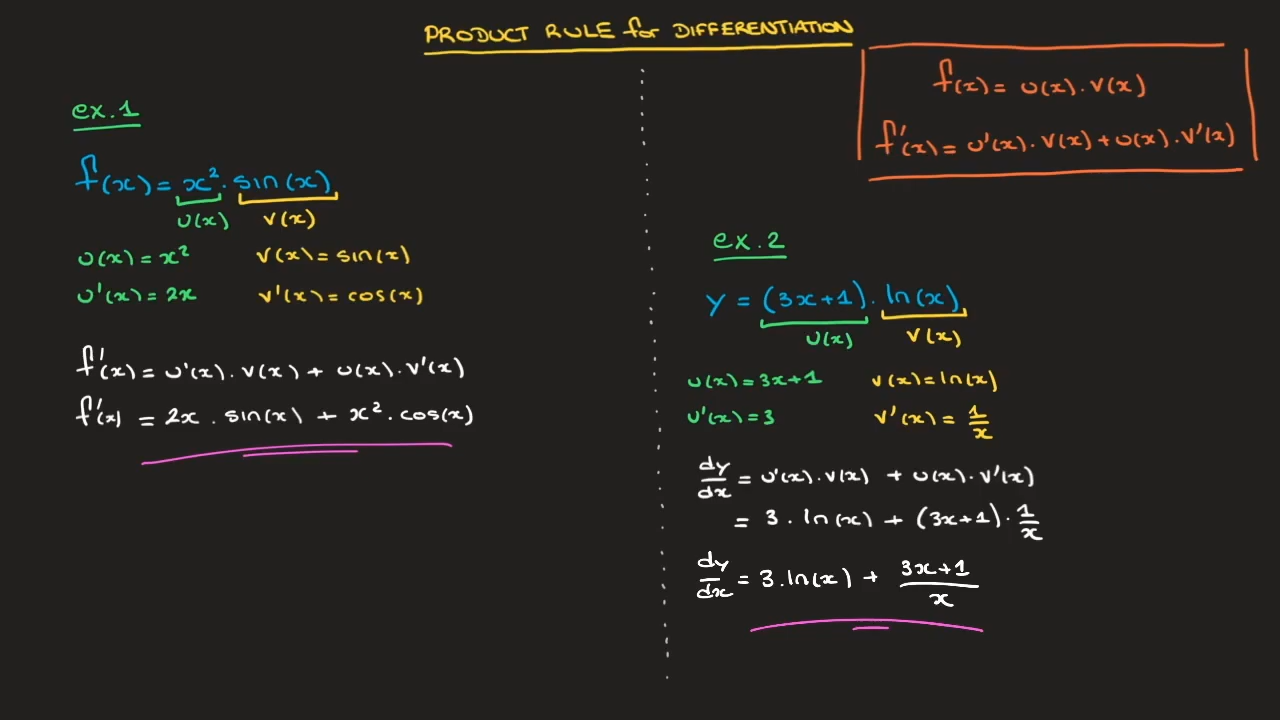 PRODUCT RULE for DIFFERENTIATION
f(x) = u(x) . v(x)
f'(x) = u'(x) . v(x) + u(x) . v'(x)
ex.1
f(x) = x² . sin(x)
u(x) v(x)
u(x) = x² v(x) = sin(x)
u'(x) = 2x v'(x) = cos(x)
f'(x) = u'(x) . v(x) + u(x) . v'(x)
f'(x) = 2x . sin(x) + x² . cos(x)
ex.2
y = (3x+1) . ln(x)
u(x) v(x)
u(x) = 3x+1 v(x) = ln(x)
u'(x) = 3 v'(x) = 1/x
dy/dx = u'(x) . v(x) + u(x) . v'(x)
= 3 . ln(x) + (3x+1) . 1/x
dy/dx = 3 . ln(x) + (3x+1)/x